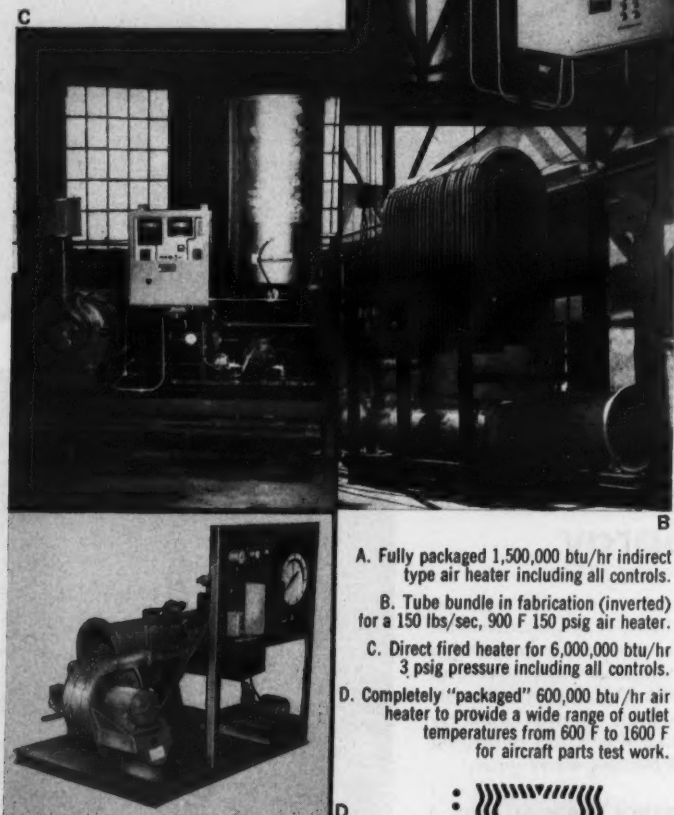 C
B
A. Fully packaged 1,500,000 btu/hr indirect
type air heater including all controls.
B. Tube bundle in fabrication (inverted)
for a 150 lbs/sec, 900 F 150 psig air heater.
C. Direct fired heater for 6,000,000 btu/hr
3 psig pressure including all controls.
D. Completely "packaged" 600,000 btu/hr air
heater to provide a wide range of outlet
temperatures from 600 F to 1600 F
for aircraft parts test work.
D